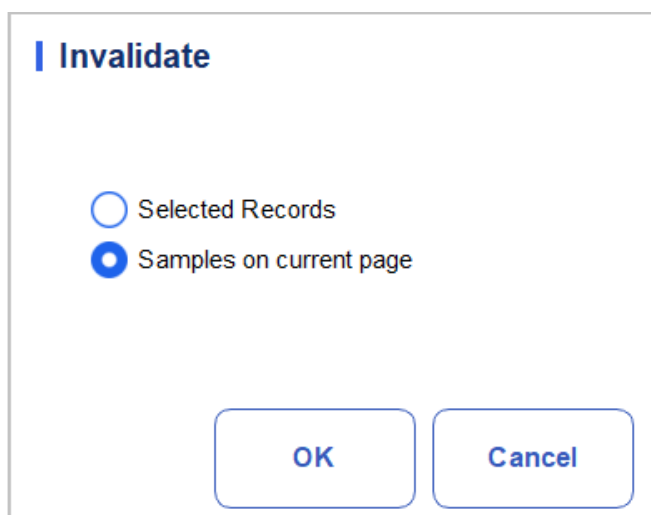 Invalidate
Selected Records
Samples on current page
OK
Cancel